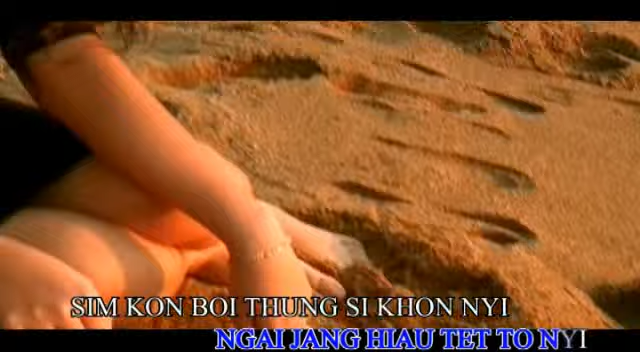 SIM KON BOI THUNG SI KHON NYI
NGAI JANG HIAU TET TO NYI